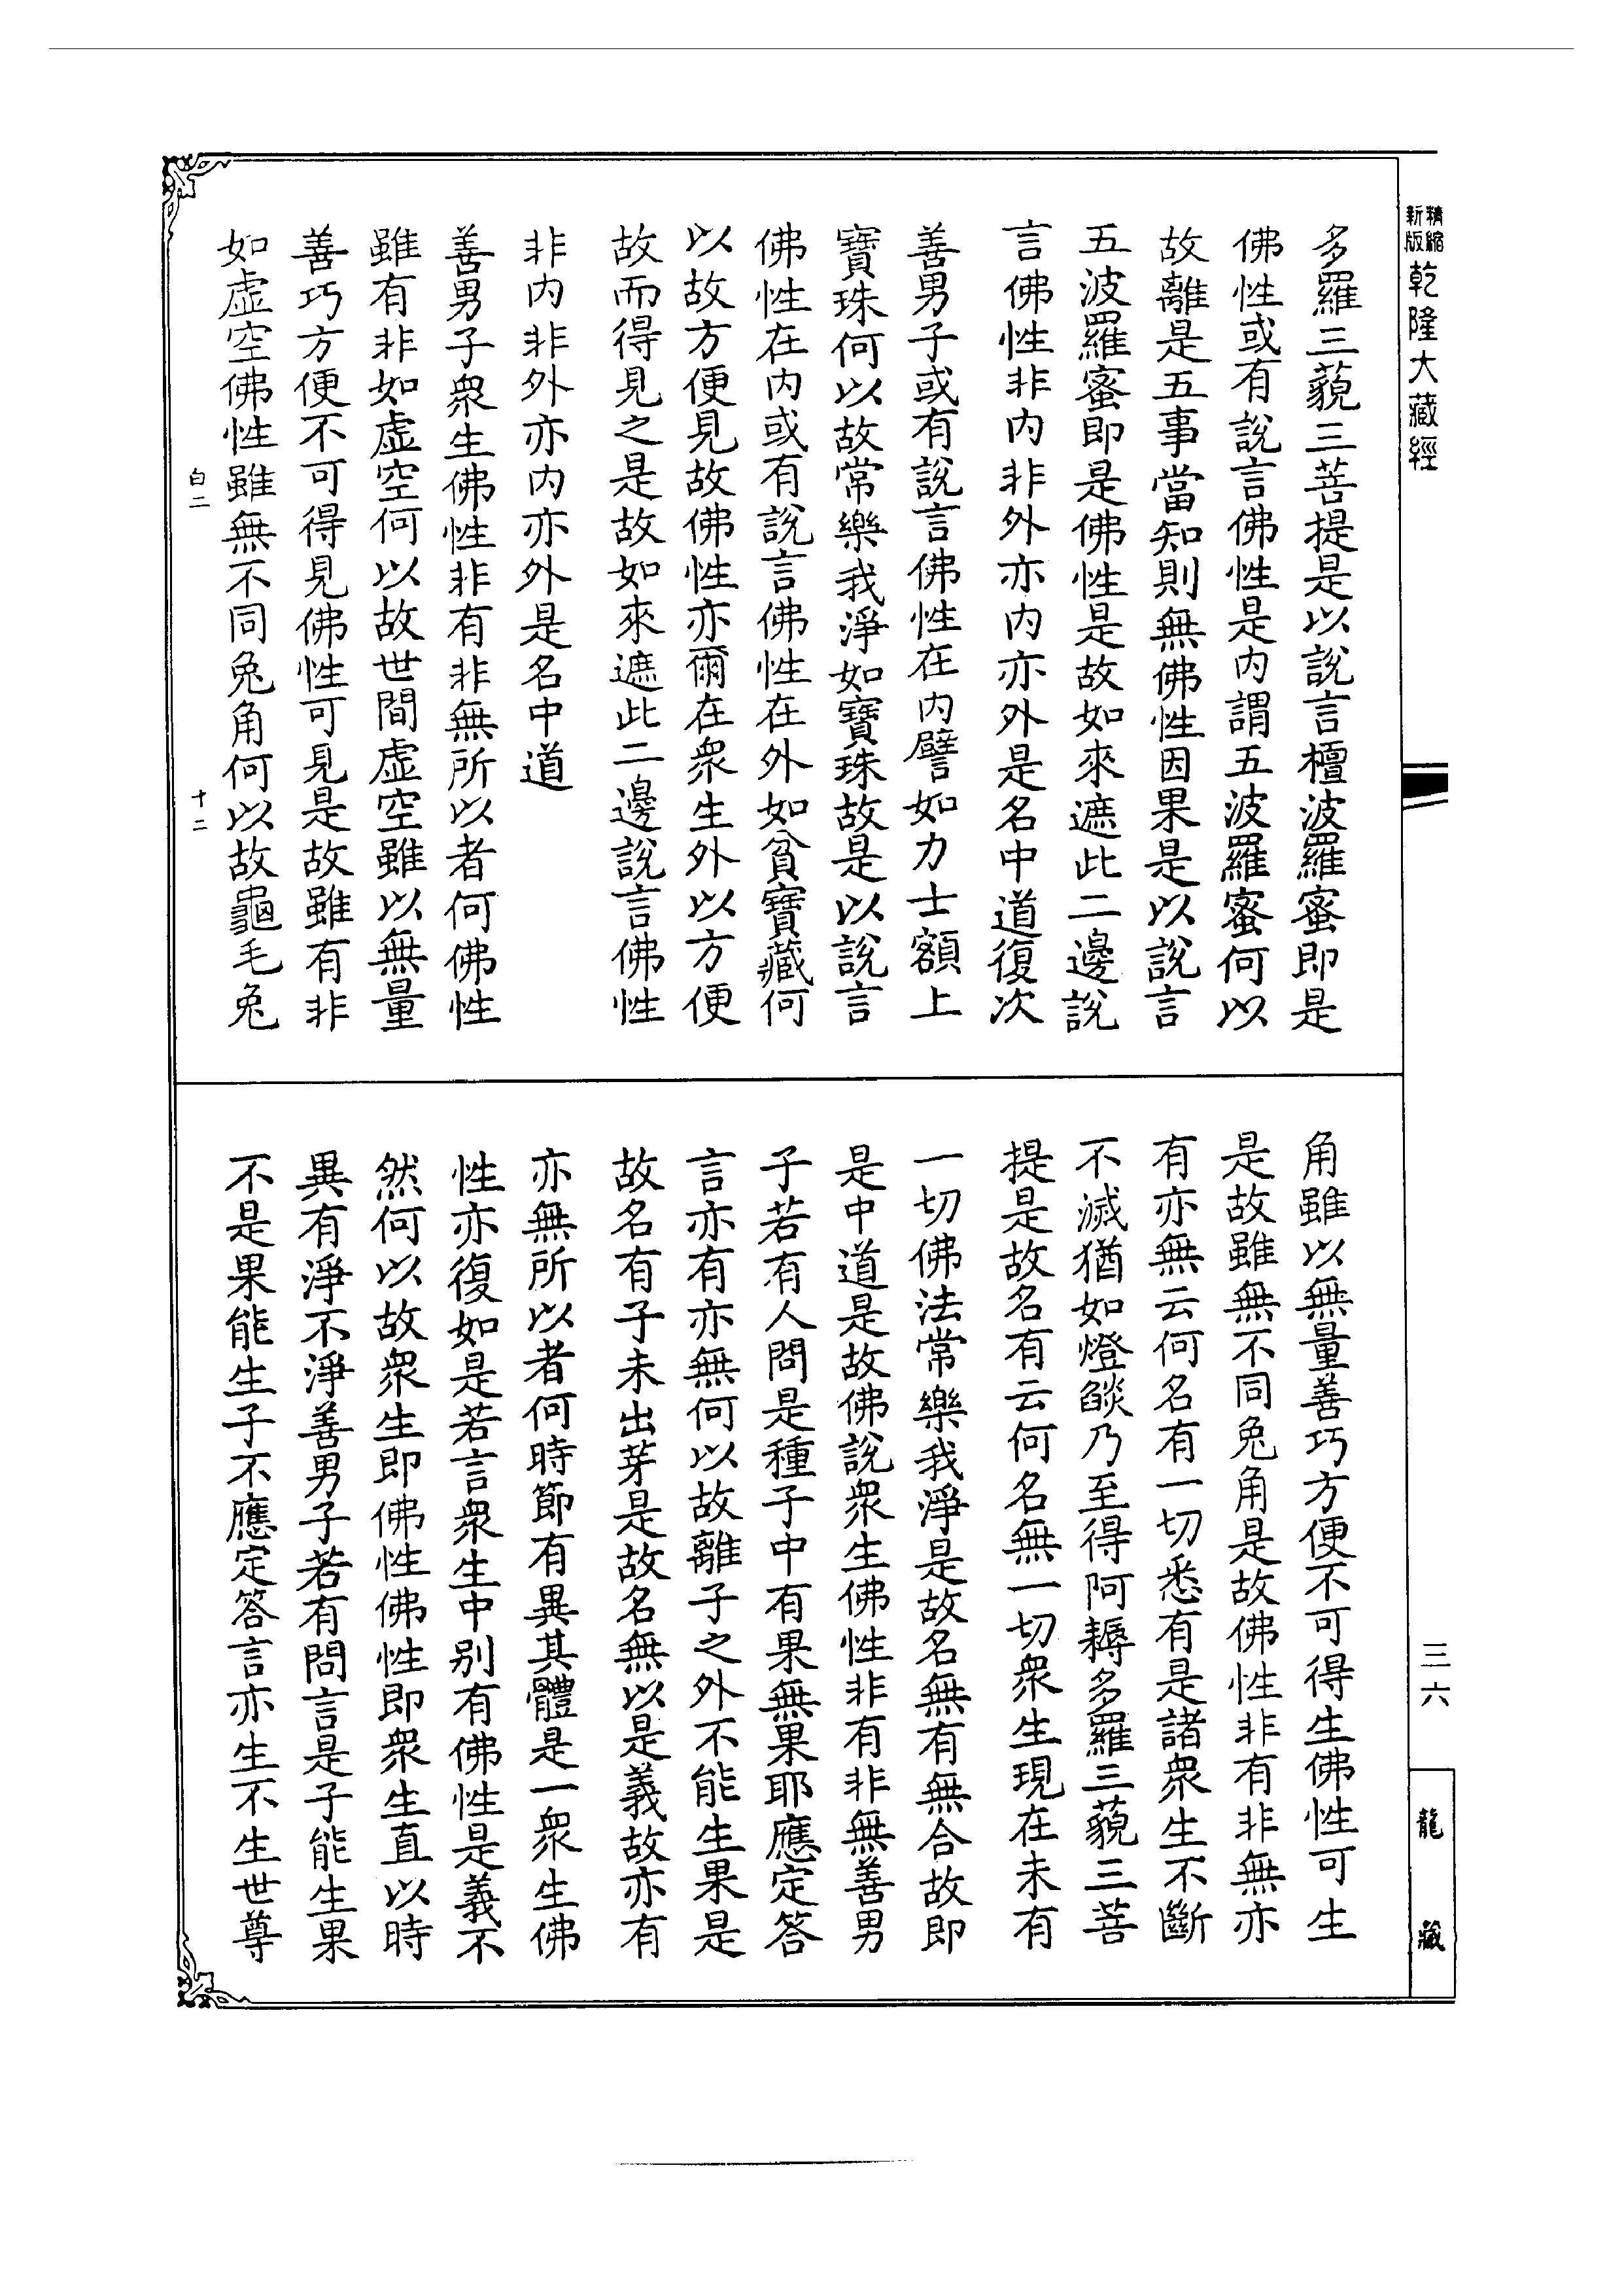 精縮新版乾隆大藏經
多羅三藐三菩提是以說言檀波羅蜜即是
佛性或有說言佛性是內謂五波羅蜜何以
故離是五事當知則無佛性因果是以說言
五波羅蜜即是佛性是故如來遮此二邊說
言佛性非內非外亦內亦外是名中道復次
善男子或有說言佛性在內譬如力士額上
寶珠何以故常樂我淨如寶珠故是以說言
佛性在內或有說言佛性在外如貧寶藏何
以故方便見故佛性亦爾在眾生外以方便
故而得見之是故如來遮此二邊說言佛性
非內非外亦內亦外是名中道
善男子眾生佛性非有非無所以者何佛性
雖有非如虛空何以故世間虛空雖以無量
善巧方便不可得見佛性可見是故雖有非
如虛空佛性雖無不同兔角何以故龜毛兔
白二
十二
角雖以無量善巧方便不可得生佛性可生
是故雖無不同兔角是故佛性非有非無亦
有亦無云何名有一切悉有是諸眾生不斷
不滅猶如燈燄乃至得阿耨多羅三藐三菩
提是故名有云何名無一切眾生現在未有
一切佛法常樂我淨是故名無有無合故即
是中道是故佛說眾生佛性非有非無善男
子若有人問是種子中有果無果耶應定答
言亦有亦無何以故離子之外不能生果是
故名有子未出芽是故名無以是義故亦有
亦無所以者何時節有異其體是一眾生佛
性亦復如是若言眾生中別有佛性是義不
然何以故眾生即佛性佛性即眾生直以時
異有淨不淨善男子若有問言是子能生果
不是果能生子不應定答言亦生不生世尊
三六
龍藏